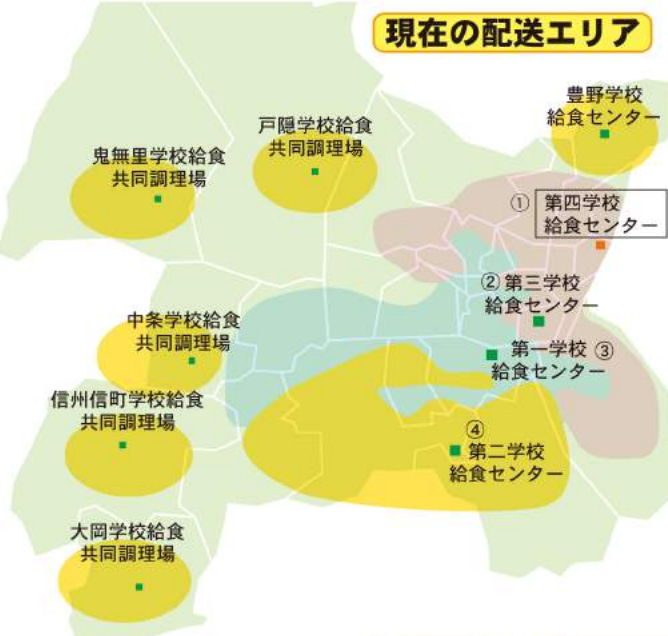 現在の配送エリア
豊野学校
給食センター
戸隠学校給食
共同調理場
鬼無里学校給食
共同調理場
① 第四学校
給食センター
② 第三学校
給食センター
中条学校給食
共同調理場
第一学校 ③
給食センター
信州信町学校給食
共同調理場
④
第二学校
給食センター
大岡学校給食
共同調理場